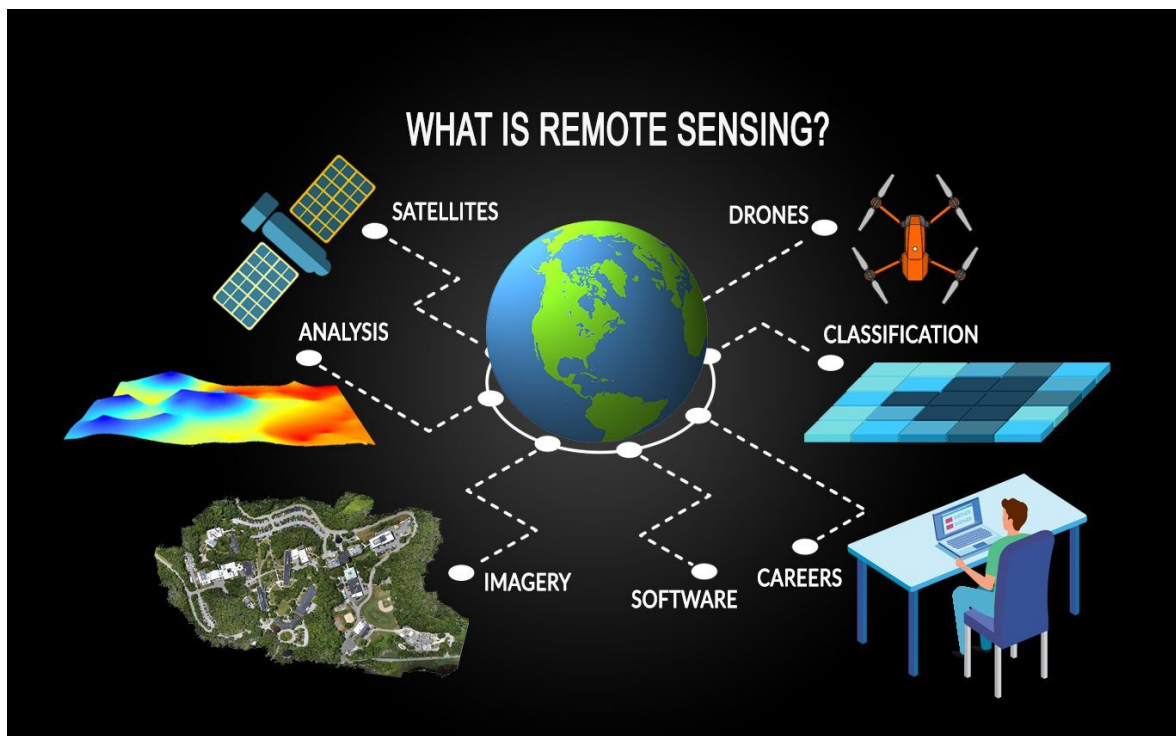 WHAT IS REMOTE SENSING?
SATELLITES
DRONES
ANALYSIS
CLASSIFICATION
IMAGERY
SOFTWARE
CAREERS